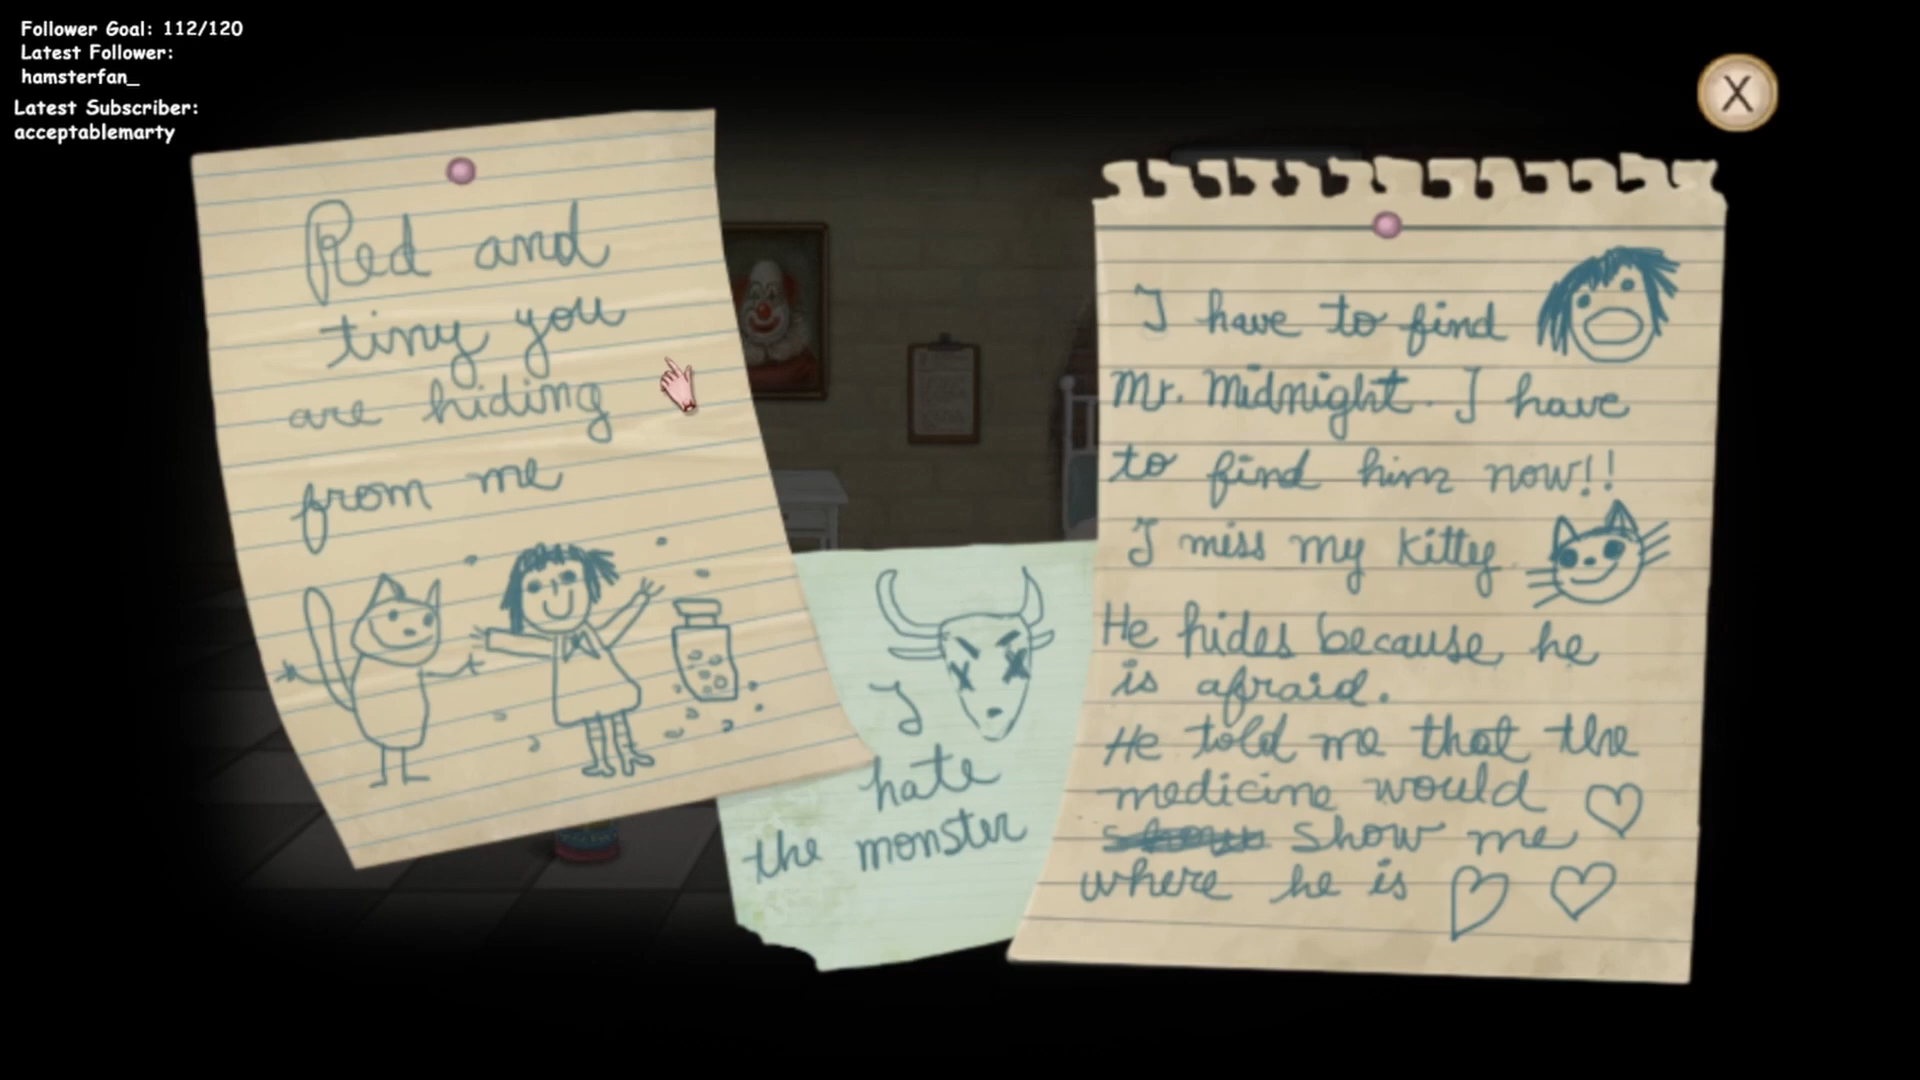 Follower Goal: 112/120
Latest Follower:
hamsterfan_
Latest Subscriber:
acceptablemarty
X
Red and
tiny you
are hiding
from me
I
hate
the monster
I have to find
Mr. Midnight. I have
to find him now!!
I miss my kitty
He hides because he
is afraid.
He told me that the
medicine would
show me
where he is